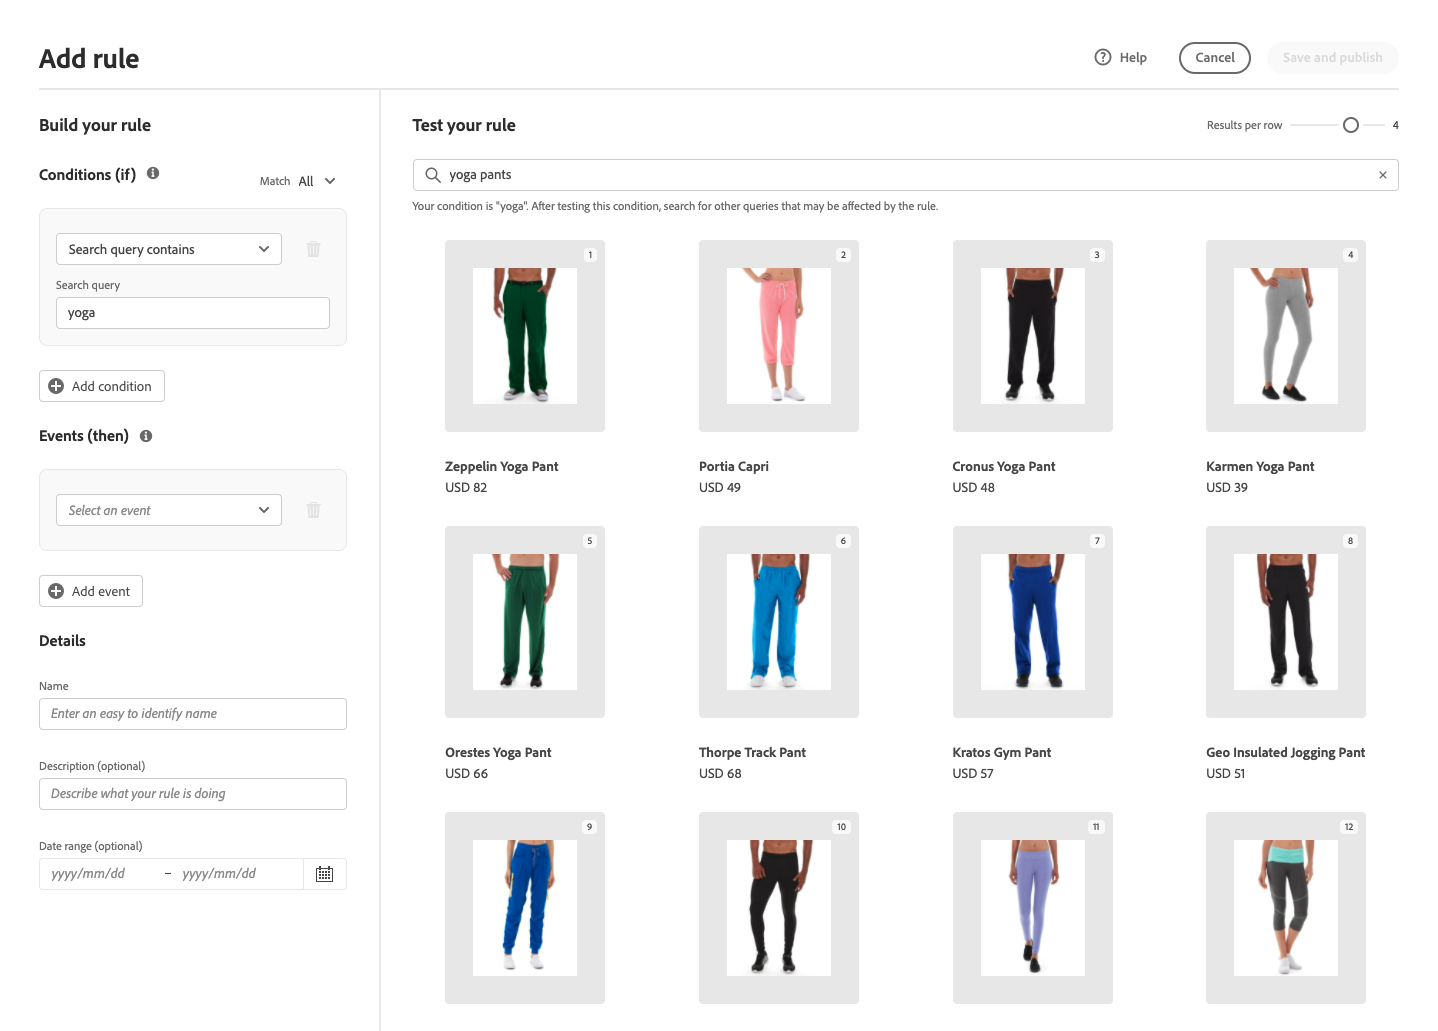 Add rule
Help
Cancel
Save and publish
Build your rule
Conditions (if)
Match All
Search query contains
Search query
yoga
Add condition
Events (then)
Select an event
Add event
Details
Name
Enter an easy to identify name
Description (optional)
Describe what your rule is doing
Date range (optional)
yyyy/mm/dd – yyyy/mm/dd
Test your rule
Results per row 4
yoga pants
Your condition is "yoga". After testing this condition, search for other queries that may be affected by the rule.
1 2 3 4
Zeppelin Yoga Pant
USD 82
Portia Capri
USD 49
Cronus Yoga Pant
USD 48
Karmen Yoga Pant
USD 39
5 6 7 8
Orestes Yoga Pant
USD 66
Thorpe Track Pant
USD 68
Kratos Gym Pant
USD 57
Geo Insulated Jogging Pant
USD 51
9 10 11 12